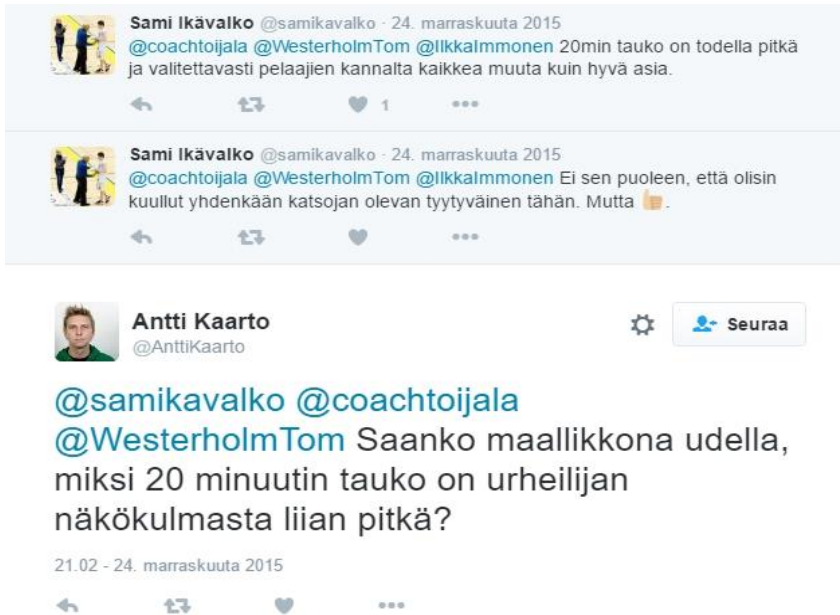 Sami Ikävalko @samikavalko · 24. marraskuuta 2015
@coachtoijala @WesterholmTom @IlkkaImmonen 20min tauko on todella pitkä
ja valitettavasti pelaajien kannalta kaikkea muuta kuin hyvä asia.
1
Sami Ikävalko @samikavalko · 24. marraskuuta 2015
@coachtoijala @WesterholmTom @IlkkaImmonen Ei sen puoleen, että olisin
kuullut yhdenkään katsojan olevan tyytyväinen tähän. Mutta 👍.
Antti Kaarto
@AnttiKaarto
Seuraa
@samikavalko @coachtoijala
@WesterholmTom Saanko maallikkona udella,
miksi 20 minuutin tauko on urheilijan
näkökulmasta liian pitkä?
21.02 - 24. marraskuuta 2015